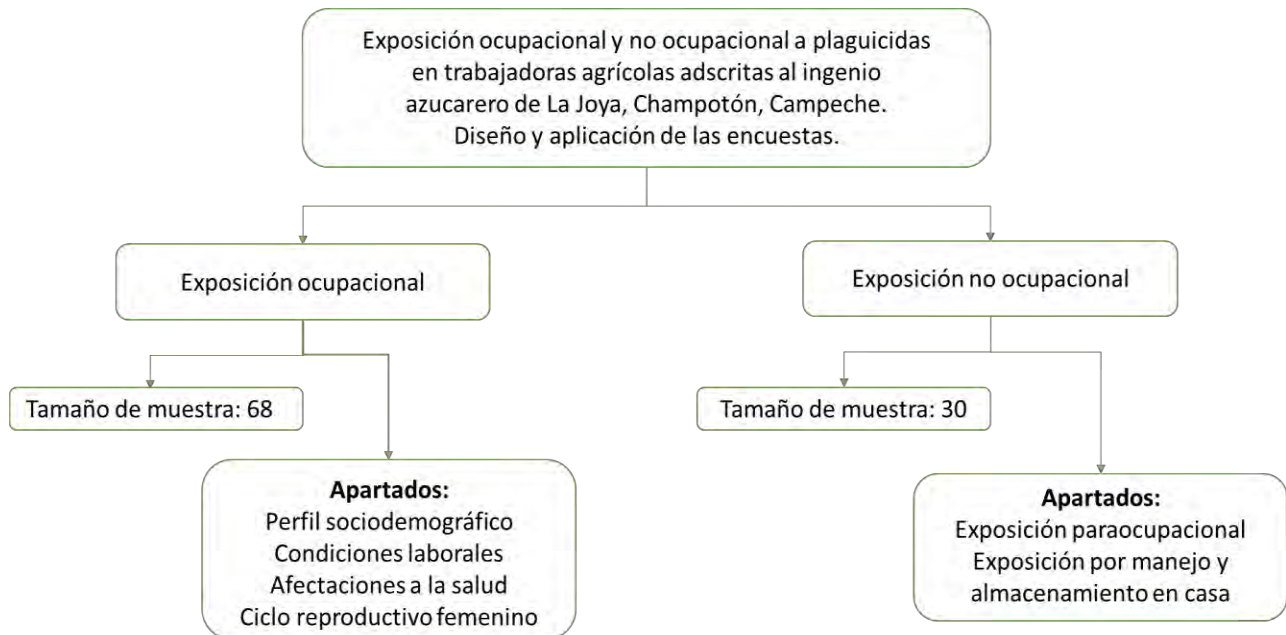 Exposición ocupacional y no ocupacional a plaguicidas
en trabajadoras agrícolas adscritas al ingenio
azucarero de La Joya, Champotón, Campeche.
Diseño y aplicación de las encuestas.
Exposición ocupacional
Exposición no ocupacional
Tamaño de muestra: 68
Tamaño de muestra: 30
Apartados:
Perfil sociodemográfico
Condiciones laborales
Afectaciones a la salud
Ciclo reproductivo femenino
Apartados:
Exposición paraocupacional
Exposición por manejo y
almacenamiento en casa